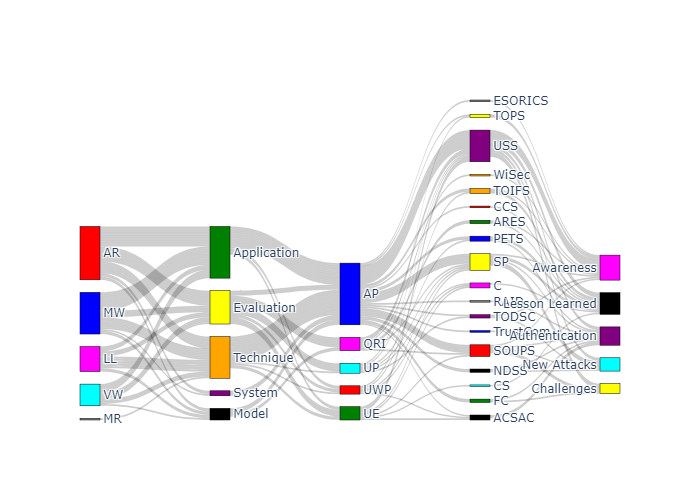 AR
MW
LL
VW
MR
Application
Evaluation
Technique
System
Model
AP
QRI
UP
UWP
UE
ESORICS
TOPS
USS
WiSec
TOIFS
CCS
ARES
PETS
SP
C
TODSC
TrustCom
SOUPS
NDSS
CS
FC
ACSAC
Awareness
Lesson Learned
Authentication
New Attacks
Challenges